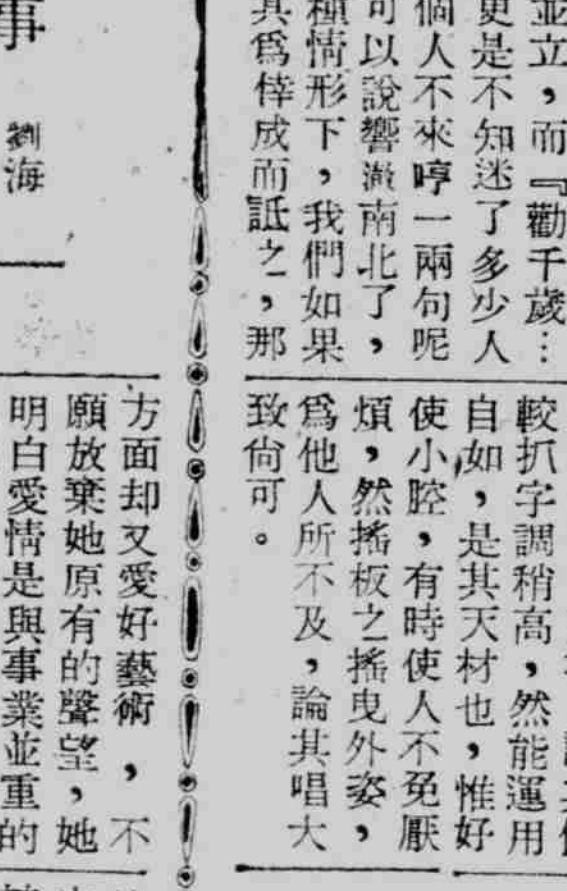 並立，而『勸千歲…
更是不知迷了多少人
個人不來哼一兩句呢
可以說響澈南北了，
種情形下，我們如果
其爲倖成而詆之，那
較扒字調稍高，然能運用
自如，是其天材也，惟好
使小腔，有時使人不免厭
煩，然搖板之搖曳外姿，
爲他人所不及，論其唱大
致尙可。
事
劉海
方面却又愛好藝術，不
願放棄她原有的聲望，她
明白愛情是與事業並重的